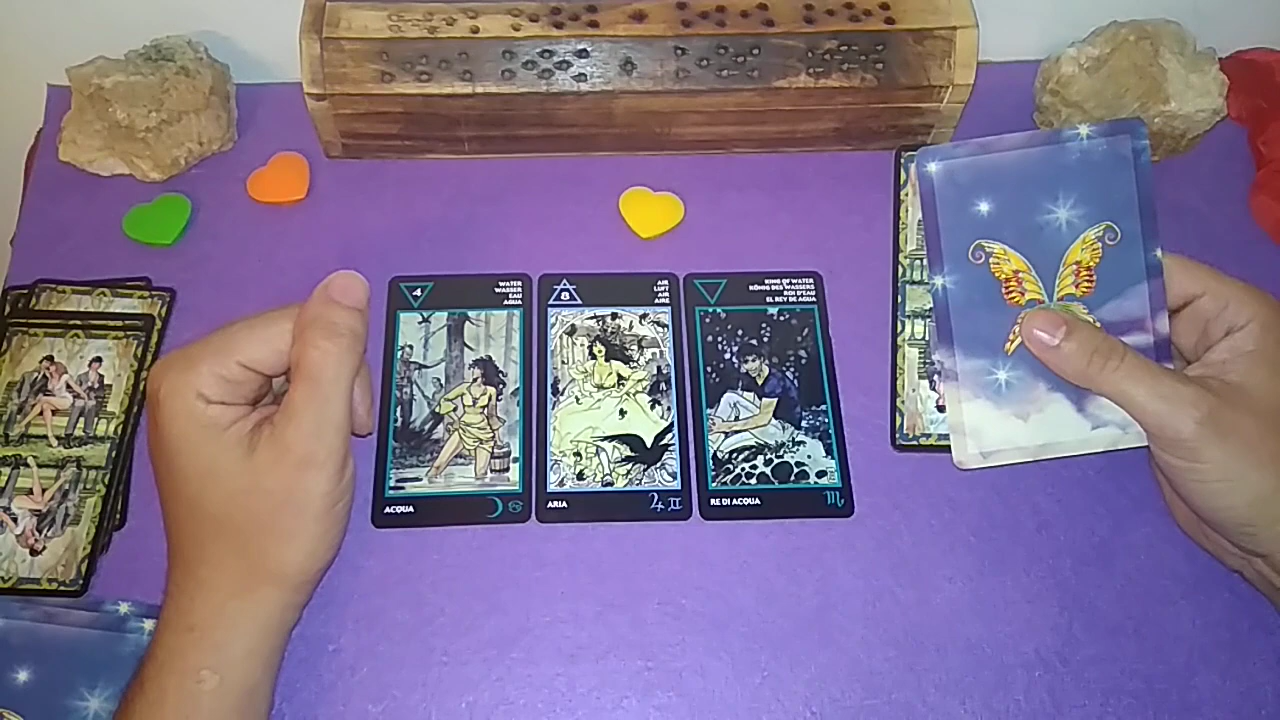 4
WATER
WASSER
EAU
AGUA
ACQUA
8
AIR
LUFT
AIR
AIRE
ARIA
KING OF WATER
KÖNIG DES WASSERS
ROI D'EAU
EL REY DE AGUA
RE DI ACQUA